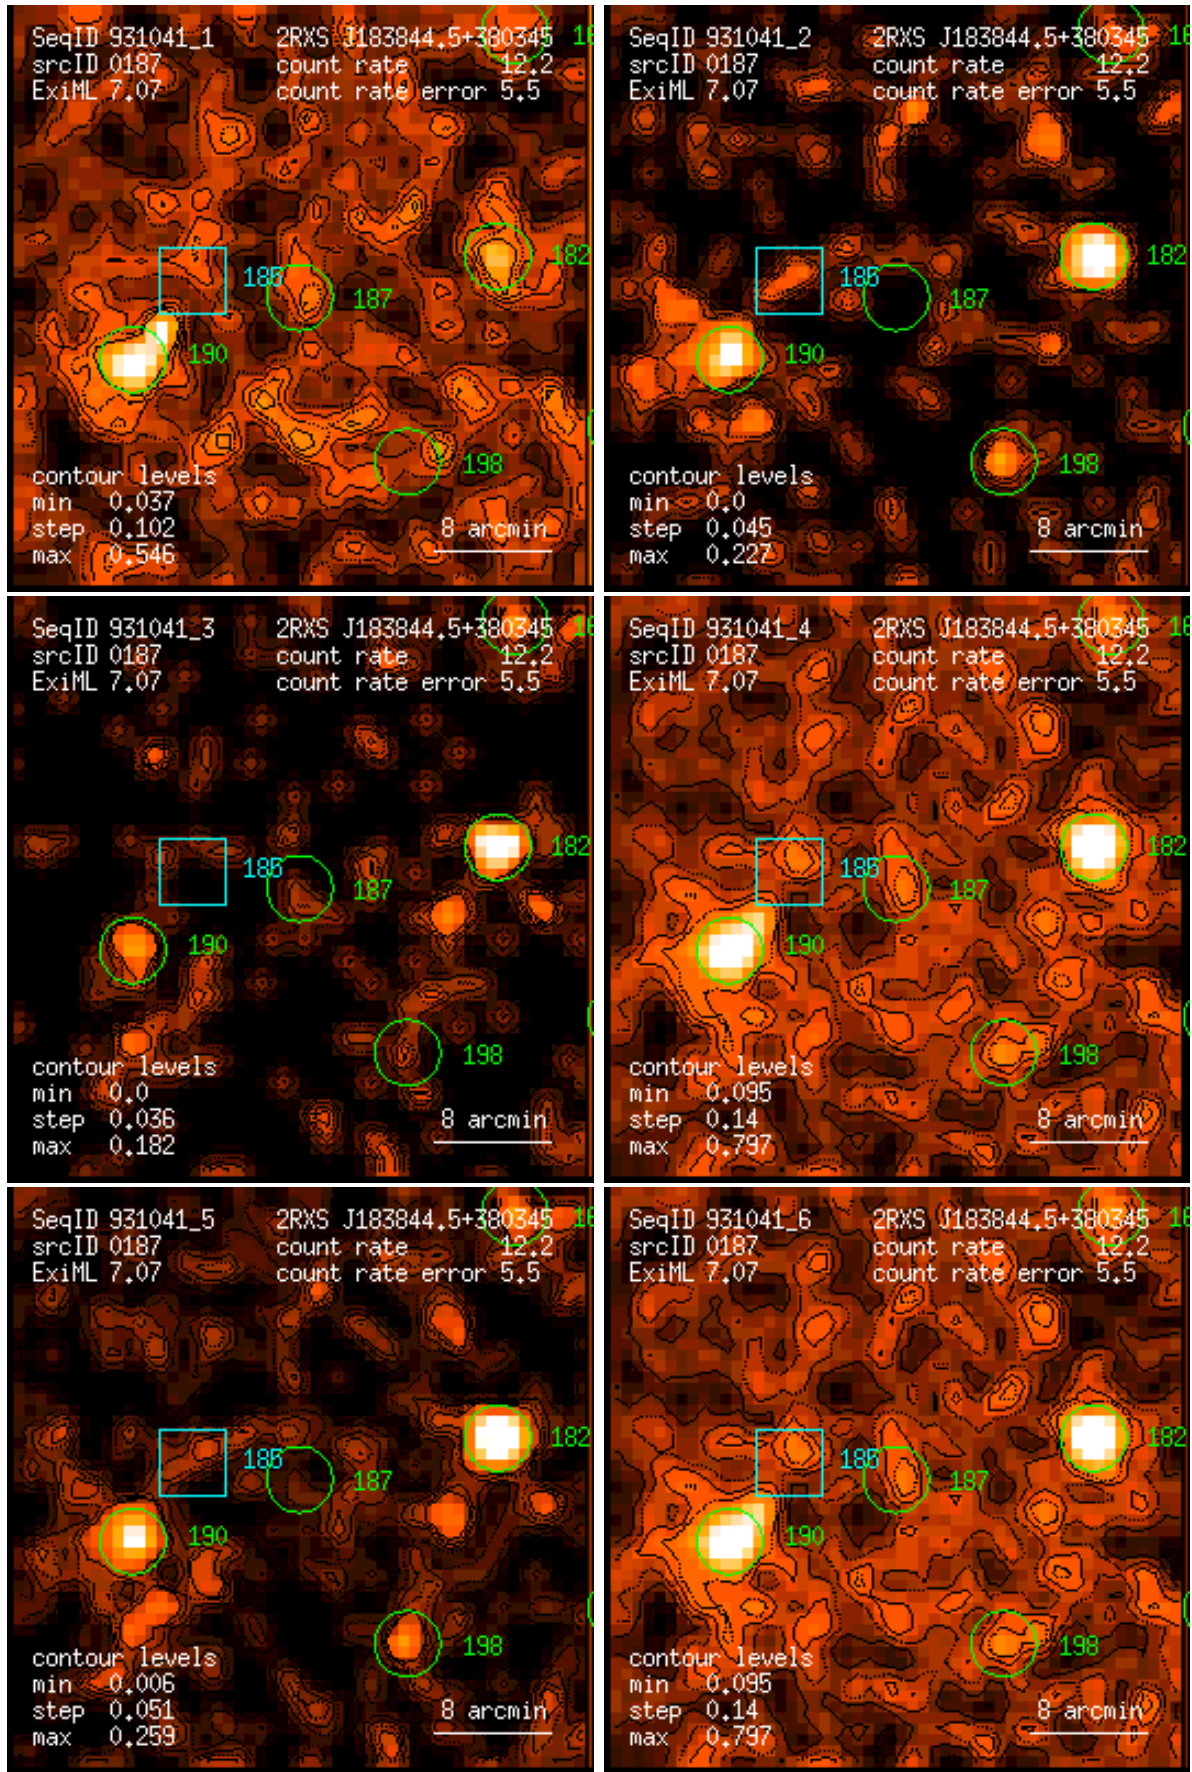 SeqID 931041_1 2RXS J183844.5+380345 16
srcID 0187 count rate 12.2
ExiML 7.07 count rate error 5.5
182
185
187
190
198
contour levels
min 0.037
step 0.102 8 arcmin
max 0.546
SeqID 931041_2 2RXS J183844.5+380345 16
srcID 0187 count rate 12.2
ExiML 7.07 count rate error 5.5
182
185
187
190
198
contour levels
min 0.0
step 0.045 8 arcmin
max 0.227
SeqID 931041_3 2RXS J183844.5+380345 16
srcID 0187 count rate 12.2
ExiML 7.07 count rate error 5.5
182
185
187
190
198
contour levels
min 0.0
step 0.036 8 arcmin
max 0.182
SeqID 931041_4 2RXS J183844.5+380345 16
srcID 0187 count rate 12.2
ExiML 7.07 count rate error 5.5
182
185
187
190
198
contour levels
min 0.095
step 0.14 8 arcmin
max 0.797
SeqID 931041_5 2RXS J183844.5+380345 16
srcID 0187 count rate 12.2
ExiML 7.07 count rate error 5.5
182
185
187
190
198
contour levels
min 0.006
step 0.051 8 arcmin
max 0.259
SeqID 931041_6 2RXS J183844.5+380345 16
srcID 0187 count rate 12.2
ExiML 7.07 count rate error 5.5
182
185
187
190
198
contour levels
min 0.095
step 0.14 8 arcmin
max 0.797